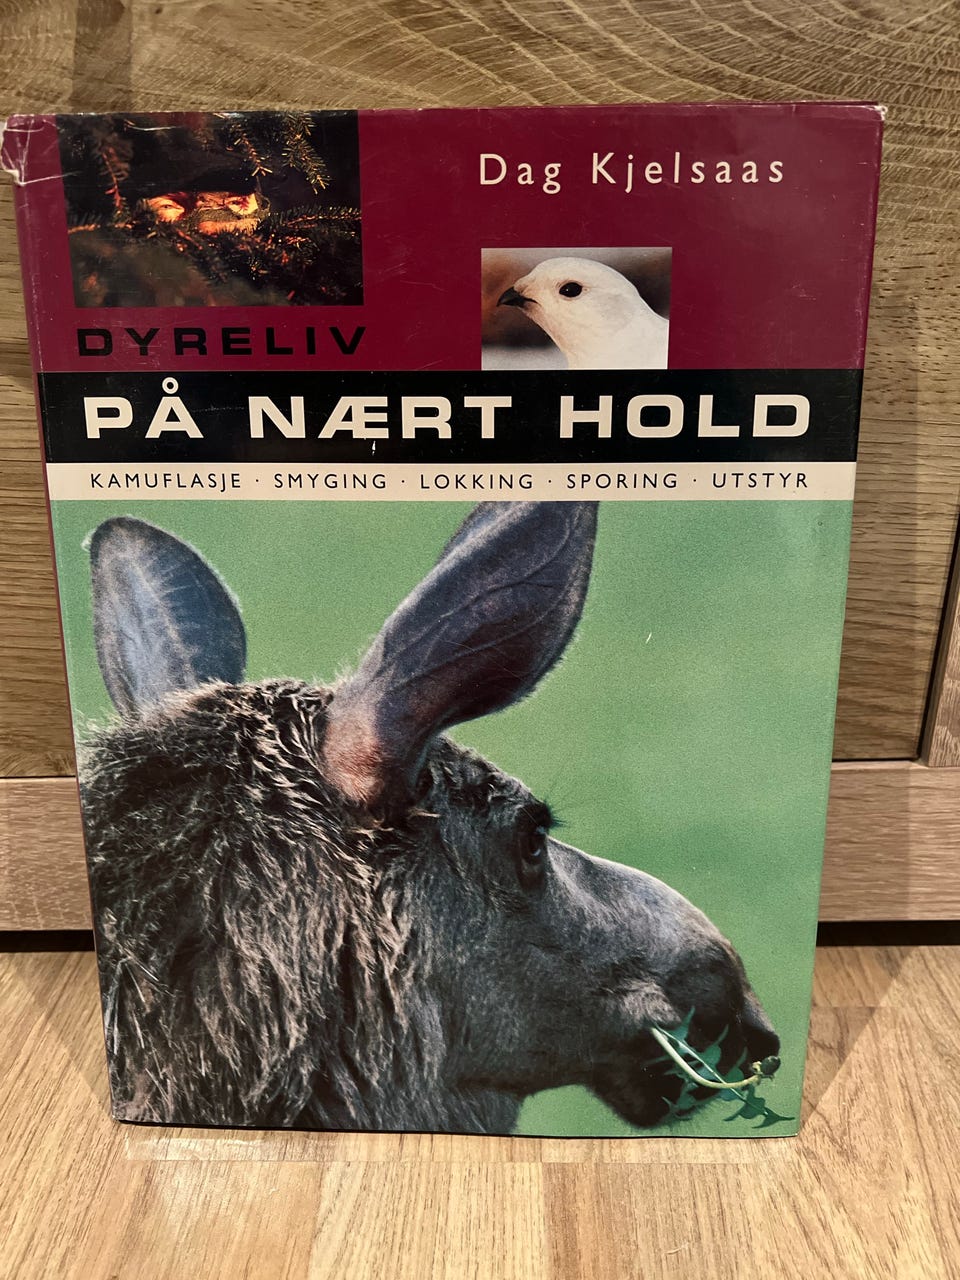 Dag Kjelsaas
DYRELIV
PÅ NÆRT HOLD
KAMUFLASJE · SMYGING · LOKKING · SPORING · UTSTYR